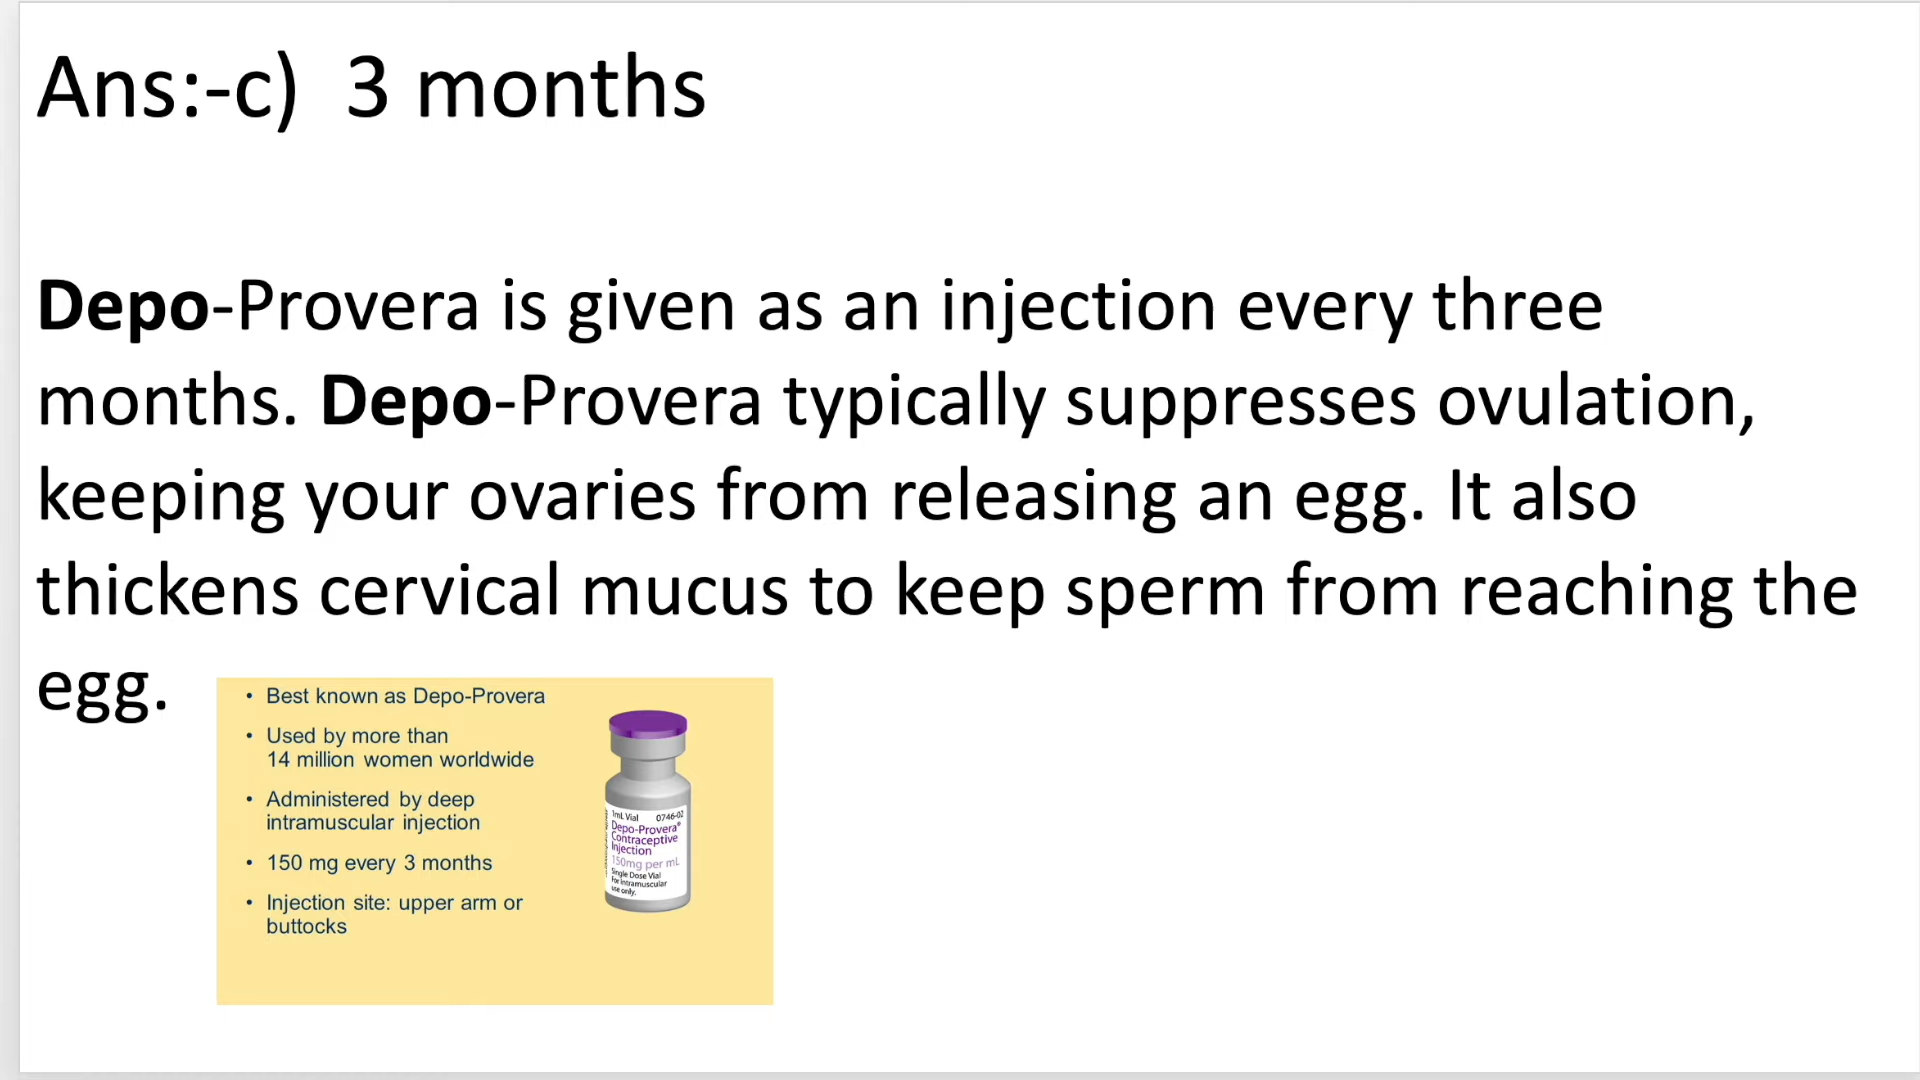 Ans:-c)  3 months
Depo-Provera is given as an injection every three
months. Depo-Provera typically suppresses ovulation,
keeping your ovaries from releasing an egg. It also
thickens cervical mucus to keep sperm from reaching the
egg.
• Best known as Depo-Provera
• Used by more than
14 million women worldwide
• Administered by deep
intramuscular injection
• 150 mg every 3 months
• Injection site: upper arm or
buttocks
1mL Vial 0746-02
Depo-Provera®
Contraceptive
Injection
150mg per mL
Single Dose Vial
For intramuscular
use only.